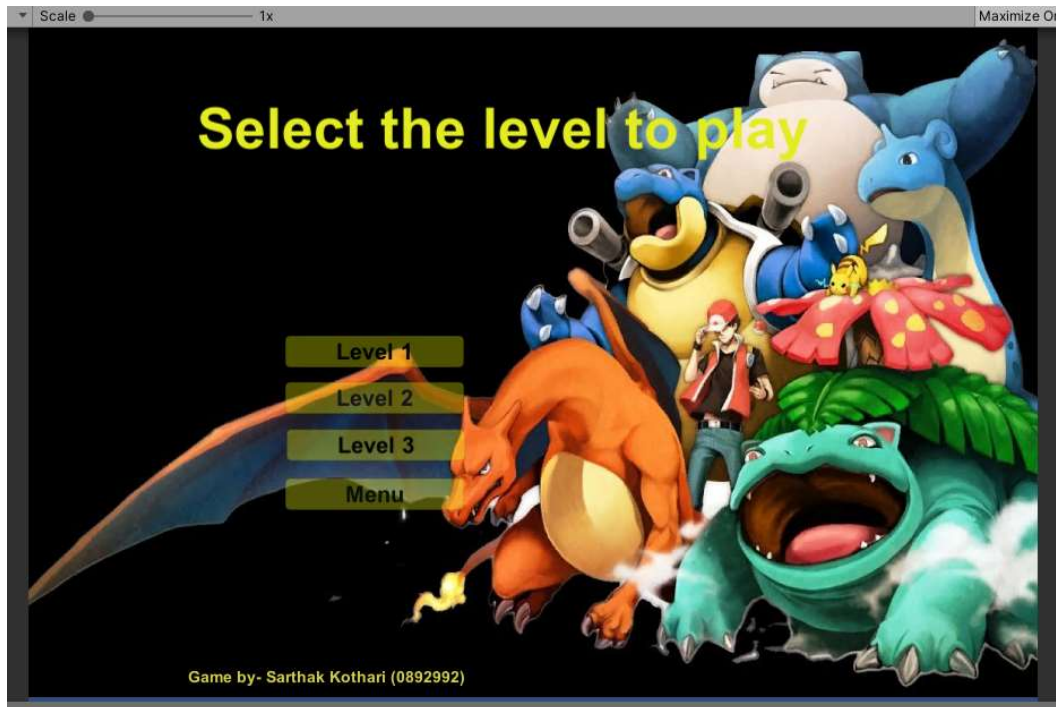 Scale 1x Maximize O
Select the level to play
Level 1
Level 2
Level 3
Menu
Game by- Sarthak Kothari (0892992)